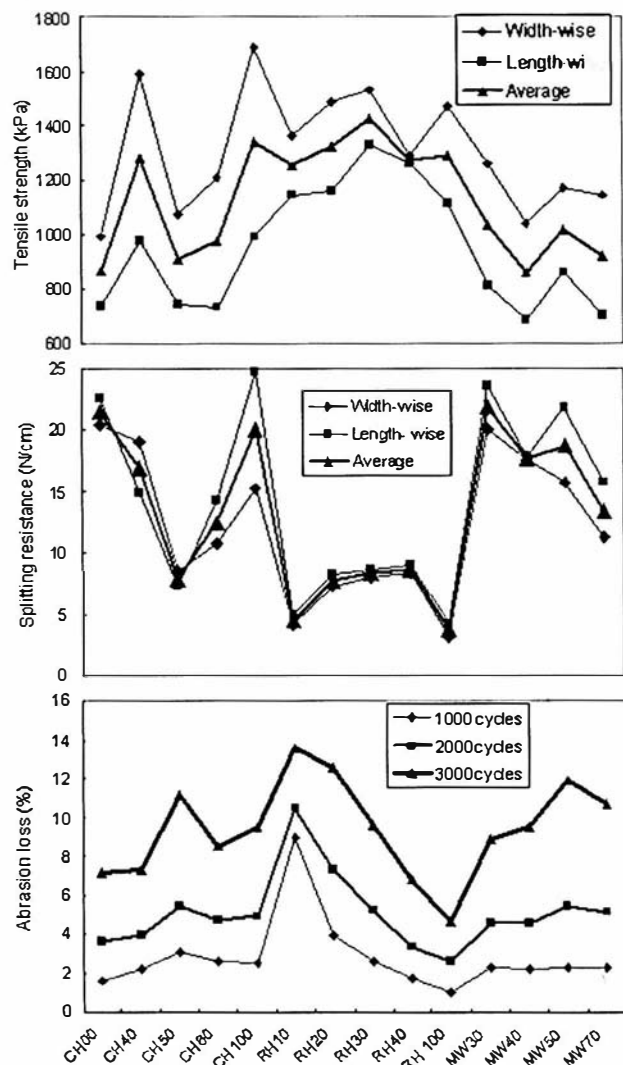 1800
1600
1400
1200
1000
800
600
Tensile strength (kPa)
Width-wise
Length-wi
Average
25
20
15
10
5
0
Splitting resistance (N/cm)
Width-wise
Length- wise
Average
16
14
12
10
8
6
4
2
0
Abrasion loss (%)
1000 cycles
2000cycles
3000cycles
CH00
CH40
CH50
CH80
CH100
RH10
RH20
RH30
RH40
RH 100
MW30
MW40
MW50
MW70